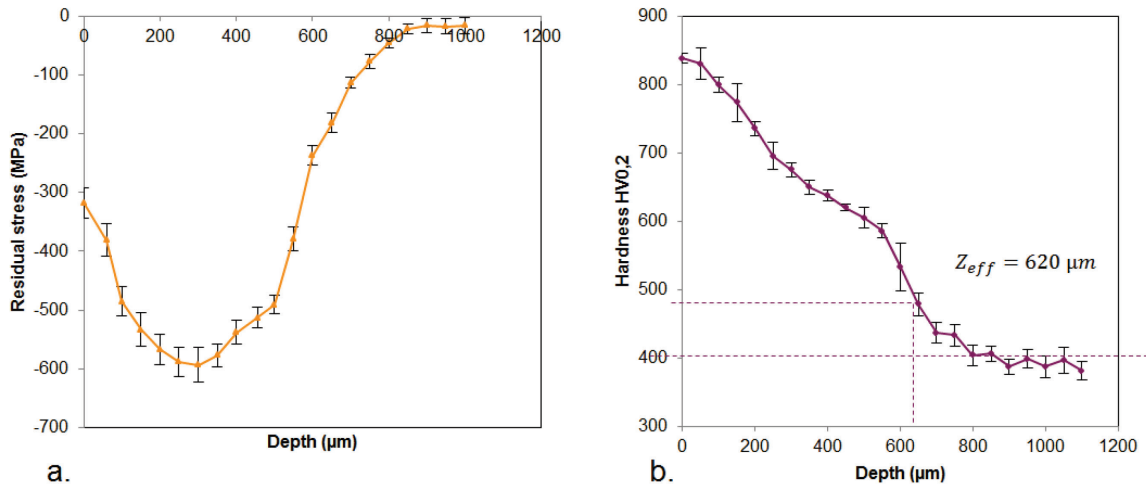 0
0 200 400 600 800 1000 1200
-100
-200
-300
-400
-500
-600
-700
Residual stress (MPa)
Depth (µm)
a.
900
800
700
600
500
400
300
Hardness HV0,2
Z_eff = 620 µm
0 200 400 600 800 1000 1200
Depth (µm)
b.